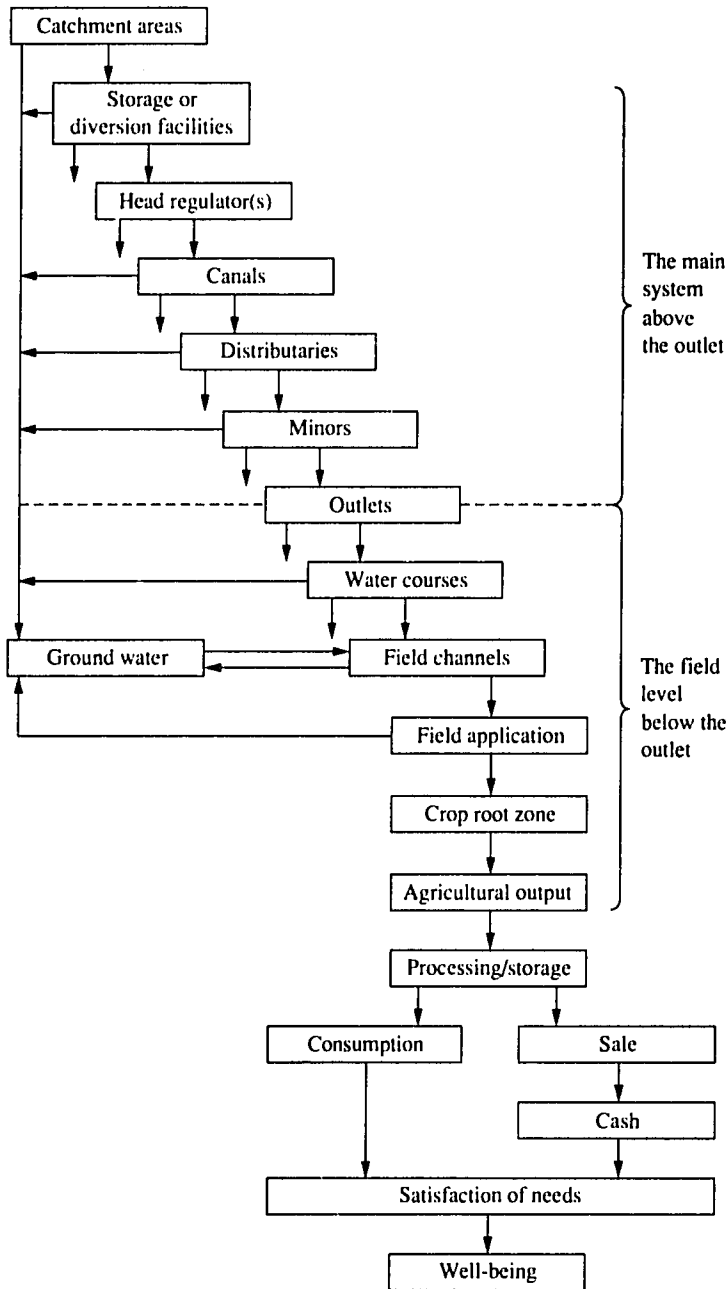 Catchment areas
Storage or
diversion facilities
Head regulator(s)
Canals
Distributaries
Minors
Outlets
The main
system
above
the outlet
Water courses
Ground water
Field channels
Field application
Crop root zone
Agricultural output
The field
level
below the
outlet
Processing/storage
Consumption
Sale
Cash
Satisfaction of needs
Well-being